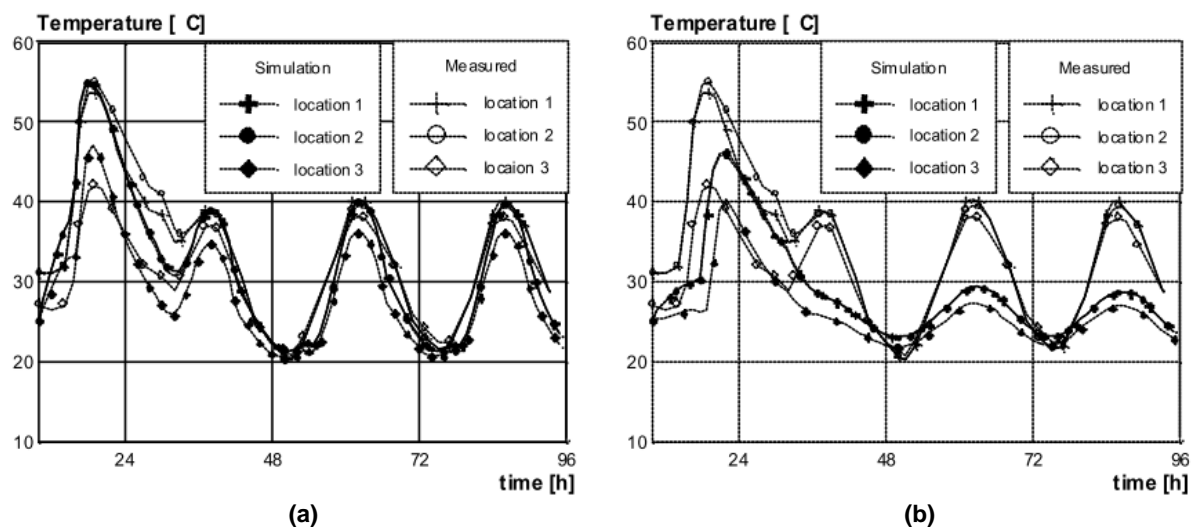 Temperature [ C]
60
50
40
30
20
10
24
48
72
96
time [h]
Simulation
location 1
location 2
location 3
Measured
location 1
location 2
locaion 3
(a)
Temperature [ C]
60
50
40
30
20
10
24
48
72
96
time [h]
Simulation
location 1
location 2
location 3
Measured
location 1
location 2
location 3
(b)